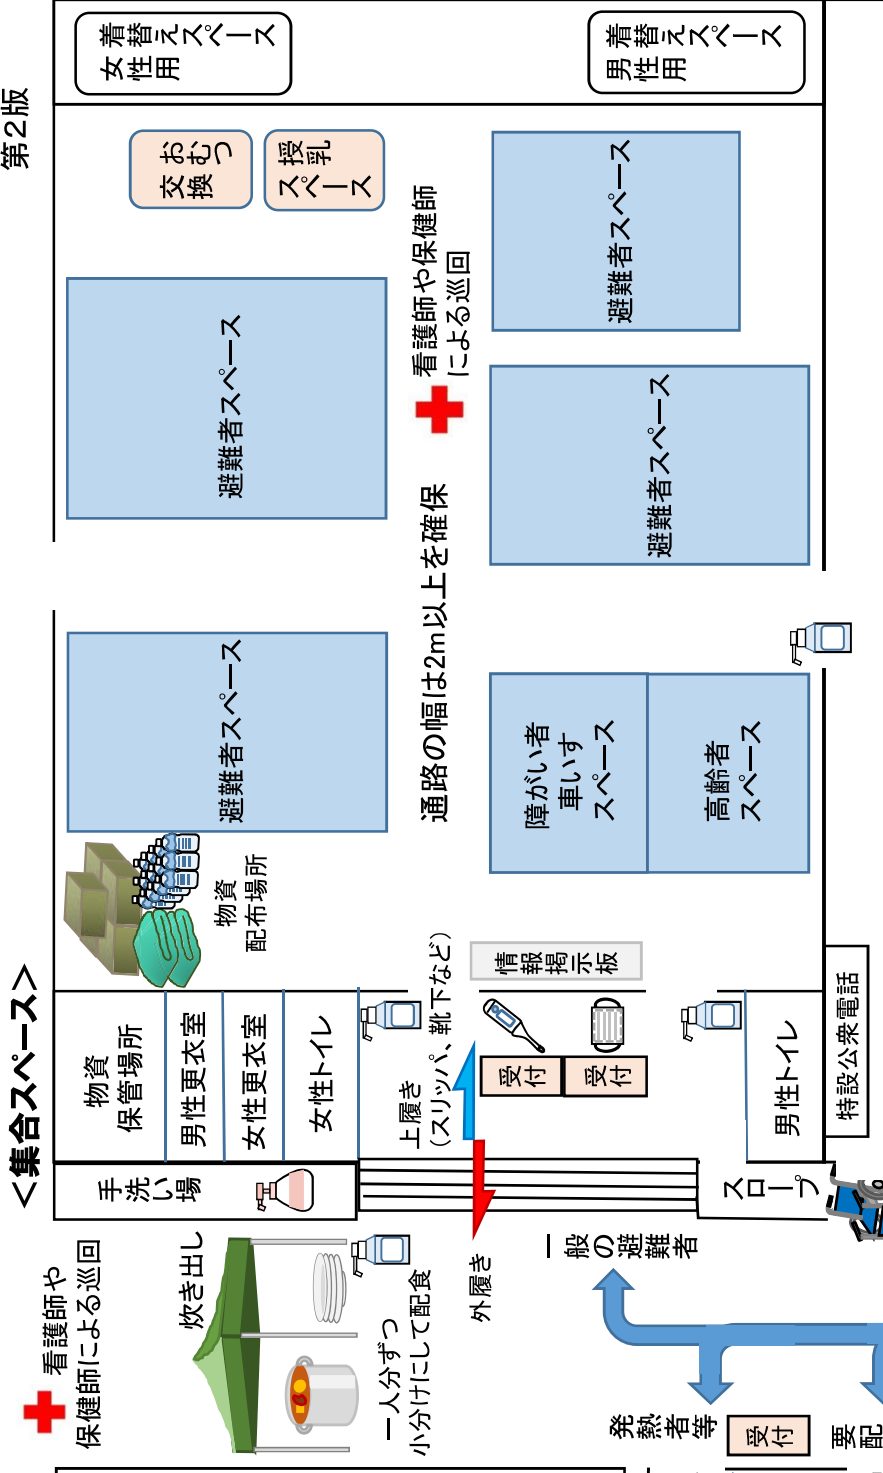 第2版
＜集合スペース＞
看護師や
保健師による巡回
炊き出し
一人分ずつ
小分けにして配食
手洗い場
物資
保管場所
男性更衣室
女性更衣室
女性トイレ
物資
配布場所
避難者スペース
避難者スペース
おむつ
交換
授乳
スペース
女性用
着替えスペース
上履き
（スリッパ、靴下など）
外履き
通路の幅は2m以上を確保
看護師や保健師
による巡回
情報掲示板
受付
受付
一般の避難者
障がい者
車いす
スペース
高齢者
スペース
避難者スペース
避難者スペース
男性用
着替えスペース
発熱者等
受付
スロープ
男性トイレ
特設公衆電話
要配